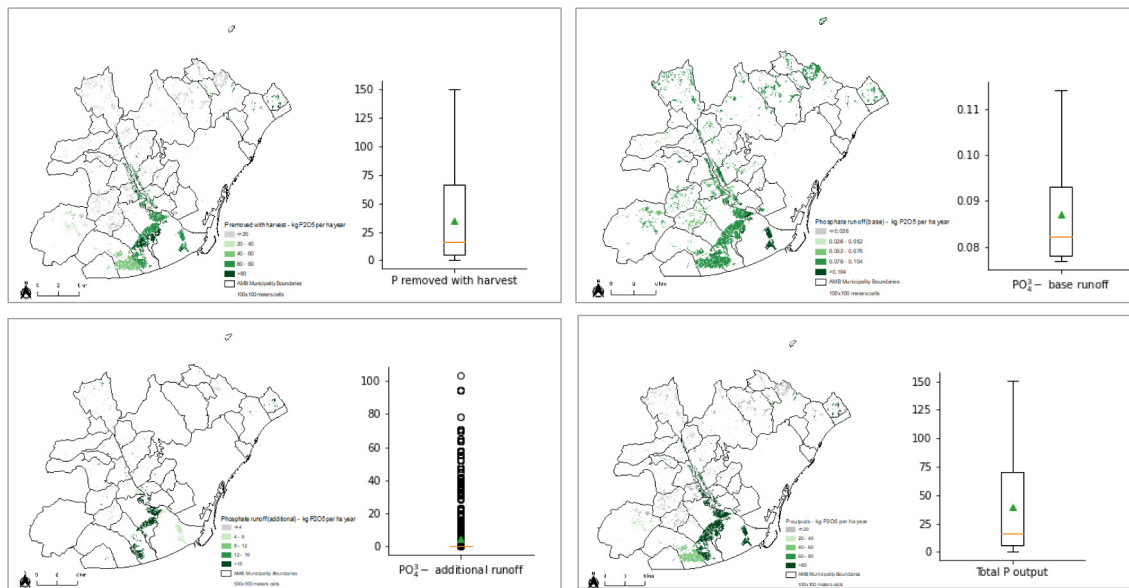 P removed with harvest - kg P2O5 per ha year
<=20
20 - 40
40 - 60
60 - 80
>80
AMB Municipality Boundaries
100x100 meters cells
150
125
100
75
50
25
0
P removed with harvest
Phosphate runoff (base) - kg P2O5 per ha year
<=0.026
0.026 - 0.052
0.052 - 0.078
0.078 - 0.104
>0.104
AMB Municipality Boundaries
100x100 meters cells
0.11
0.10
0.09
0.08
PO₄³− base runoff
Phosphate runoff (additional) - kg P2O5 per ha year
<=4
4 - 8
8 - 12
12 - 16
>16
AMB Municipality Boundaries
100x100 meters cells
100
80
60
40
20
0
PO₄³− additional runoff
P outputs - kg P2O5 per ha year
<=20
20 - 40
40 - 60
60 - 80
>80
AMB Municipality Boundaries
100x100 meters cells
150
125
100
75
50
25
0
Total P output